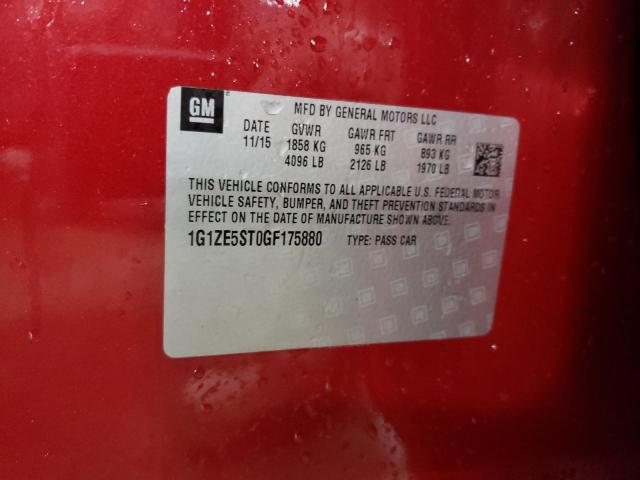 GM
MFD BY GENERAL MOTORS LLC
DATE GVWR GAWR FRT GAWR RR
11/15 1858 KG 965 KG 893 KG
4096 LB 2126 LB 1970 LB
THIS VEHICLE CONFORMS TO ALL APPLICABLE U.S. FEDERAL MOTOR
VEHICLE SAFETY, BUMPER, AND THEFT PREVENTION STANDARDS IN
EFFECT ON THE DATE OF MANUFACTURE SHOWN ABOVE.
1G1ZE5ST0GF175880 TYPE: PASS CAR